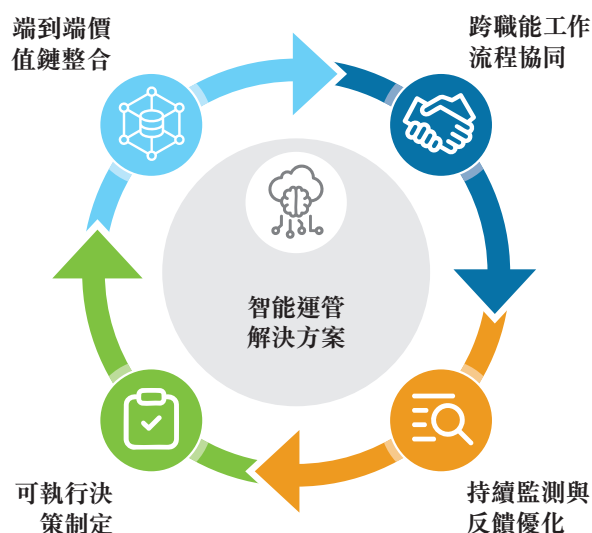 端到端價
值鏈整合
跨職能工作
流程協同
智能運管
解決方案
可執行決
策制定
持續監測與
反饋優化